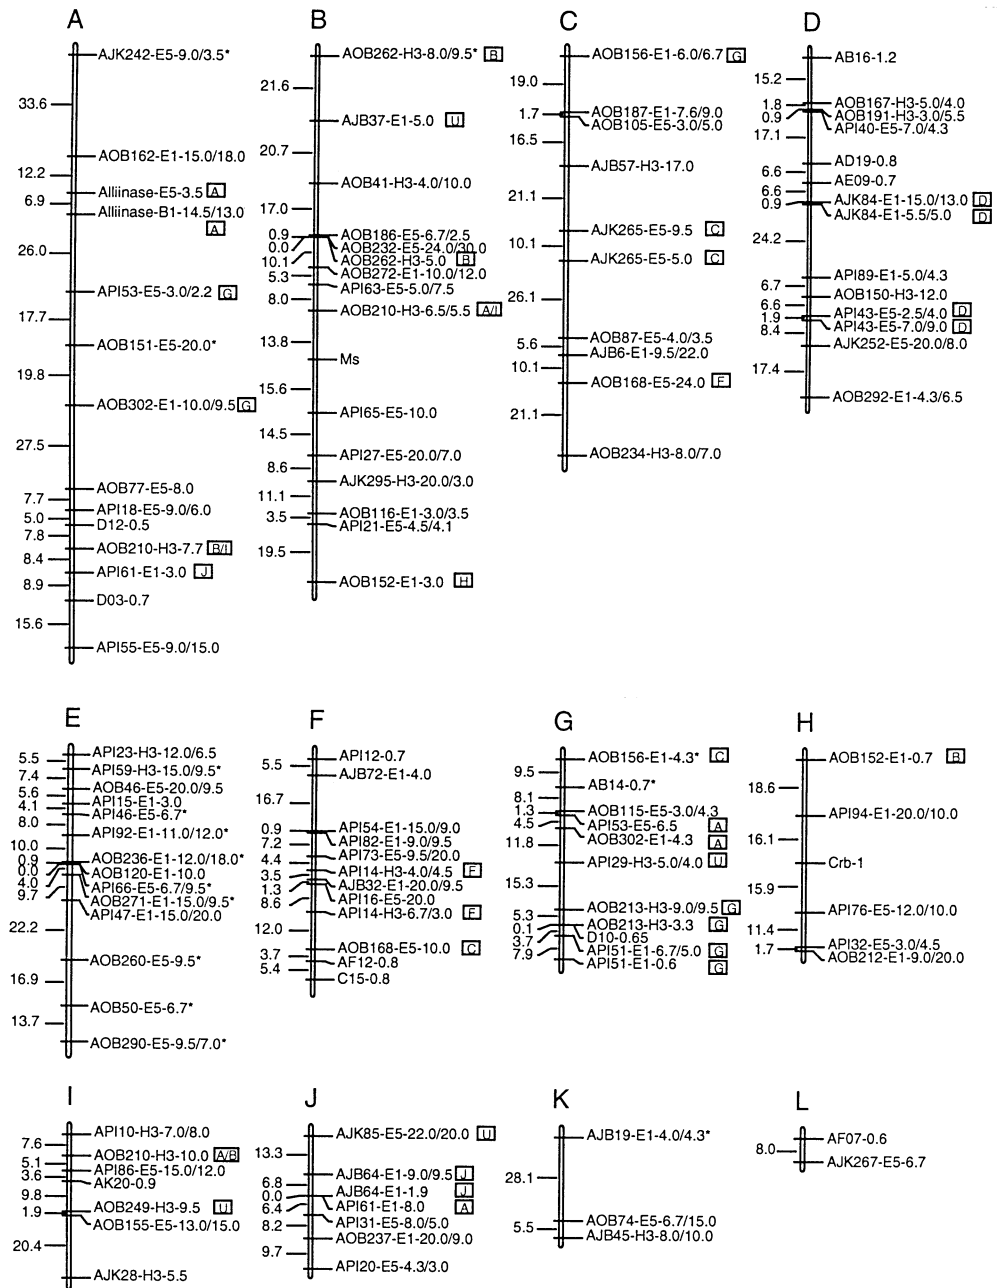 A
AJK242-E5-9.0/3.5*
33.6
AOB162-E1-15.0/18.0
12.2
Alliinase-E5-3.5 A
6.9
Alliinase-B1-14.5/13.0
A
26.0
API53-E5-3.0/2.2 G
17.7
AOB151-E5-20.0*
19.8
AOB302-E1-10.0/9.5 G
27.5
AOB77-E5-8.0
7.7
API18-E5-9.0/6.0
5.0
D12-0.5
7.8
AOB210-H3-7.7 B/I
8.4
API61-E1-3.0 J
8.9
D03-0.7
15.6
API55-E5-9.0/15.0
B
AOB262-H3-8.0/9.5* B
21.6
AJB37-E1-5.0 U
20.7
AOB41-H3-4.0/10.0
17.0
AOB186-E5-6.7/2.5
0.9
AOB232-E5-24.0/30.0
0.0
AOB262-H3-5.0 B
10.1
AOB272-E1-10.0/12.0
5.3
API63-E5-5.0/7.5
8.0
AOB210-H3-6.5/5.5 A/I
13.8
Ms
15.6
API65-E5-10.0
14.5
API27-E5-20.0/7.0
8.6
AJK295-H3-20.0/3.0
11.1
AOB116-E1-3.0/3.5
3.5
API21-E5-4.5/4.1
19.5
AOB152-E1-3.0 H
C
AOB156-E1-6.0/6.7 G
19.0
AOB187-E1-7.6/9.0
1.7
AOB105-E5-3.0/5.0
16.5
AJB57-H3-17.0
21.1
AJK265-E5-9.5 C
10.1
AJK265-E5-5.0 C
26.1
AOB87-E5-4.0/3.5
5.6
AJB6-E1-9.5/22.0
10.1
AOB168-E5-24.0 F
21.1
AOB234-H3-8.0/7.0
D
AB16-1.2
15.2
AOB167-H3-5.0/4.0
1.8
AOB191-H3-3.0/5.5
0.9
API40-E5-7.0/4.3
17.1
AD19-0.8
6.6
AE09-0.7
6.6
AJK84-E1-15.0/13.0 D
0.9
AJK84-E1-5.5/5.0 D
24.2
API89-E1-5.0/4.3
6.7
AOB150-H3-12.0
6.6
API43-E5-2.5/4.0 D
1.9
API43-E5-7.0/9.0 D
8.4
AJK252-E5-20.0/8.0
17.4
AOB292-E1-4.3/6.5
E
API23-H3-12.0/6.5
5.5
API59-H3-15.0/9.5*
7.4
AOB46-E5-20.0/9.5
5.6
API15-E1-3.0
4.1
API46-E5-6.7*
8.0
API92-E1-11.0/12.0*
10.0
AOB236-E1-12.0/18.0*
0.9
AOB120-E1-10.0
0.0
API66-E5-6.7/9.5*
4.0
AOB271-E1-15.0/9.5*
9.7
API47-E1-15.0/20.0
22.2
AOB260-E5-9.5*
16.9
AOB50-E5-6.7*
13.7
AOB290-E5-9.5/7.0*
F
API12-0.7
5.5
AJB72-E1-4.0
16.7
API54-E1-15.0/9.0
0.9
API82-E1-9.0/9.5
7.2
API73-E5-9.5/20.0
4.4
API14-H3-4.0/4.5 F
3.5
AJB32-E1-20.0/9.5
1.3
API16-E5-20.0
8.6
API14-H3-6.7/3.0 F
12.0
AOB168-E5-10.0 C
3.7
AF12-0.8
5.4
C15-0.8
G
AOB156-E1-4.3* C
9.5
AB14-0.7*
8.1
AOB115-E5-3.0/4.3
1.3
API53-E5-6.5 A
4.5
AOB302-E1-4.3 A
11.8
API29-H3-5.0/4.0 U
15.3
AOB213-H3-9.0/9.5 G
5.3
AOB213-H3-3.3 G
0.1
D10-0.65
3.7
API51-E1-6.7/5.0 G
7.9
API51-E1-0.6 G
H
AOB152-E1-0.7 B
18.6
API94-E1-20.0/10.0
16.1
Crb-1
15.9
API76-E5-12.0/10.0
11.4
API32-E5-3.0/4.5
1.7
AOB212-E1-9.0/20.0
I
API10-H3-7.0/8.0
7.6
AOB210-H3-10.0 A/B
5.1
API86-E5-15.0/12.0
3.6
AK20-0.9
9.8
AOB249-H3-9.5 U
1.9
AOB155-E5-13.0/15.0
20.4
AJK28-H3-5.5
J
AJK85-E5-22.0/20.0 U
13.3
AJB64-E1-9.0/9.5 J
6.8
AJB64-E1-1.9 J
0.0
API61-E1-8.0 A
6.4
API31-E5-8.0/5.0
8.2
AOB237-E1-20.0/9.0
9.7
API20-E5-4.3/3.0
K
AJB19-E1-4.0/4.3*
28.1
AOB74-E5-6.7/15.0
5.5
AJB45-H3-8.0/10.0
L
AF07-0.6
8.0
AJK267-E5-6.7